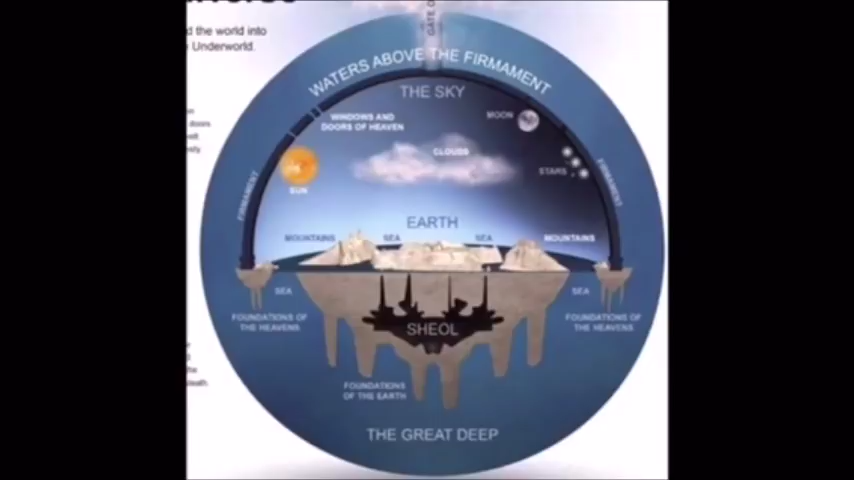 d the world into
Underworld.
GATE O
WATERS ABOVE THE FIRMAMENT
THE SKY
WINDOWS AND
DOORS OF HEAVEN
MOON
CLOUDS
STARS
SUN
FIRMAMENT
FIRMAMENT
EARTH
MOUNTAINS
SEA
SEA
MOUNTAINS
SEA
SEA
FOUNDATIONS OF
THE HEAVENS
FOUNDATIONS OF
THE HEAVENS
SHEOL
FOUNDATIONS
OF THE EARTH
THE GREAT DEEP